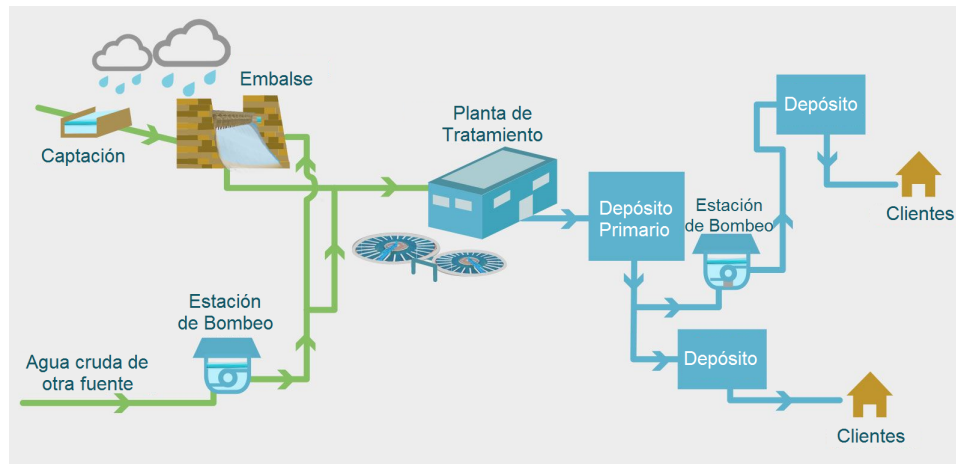 Embalse
Captación
Planta de
Tratamiento
Depósito
Clientes
Depósito
Primario
Estación
de Bombeo
Estación
de Bombeo
Agua cruda de
otra fuente
Depósito
Clientes